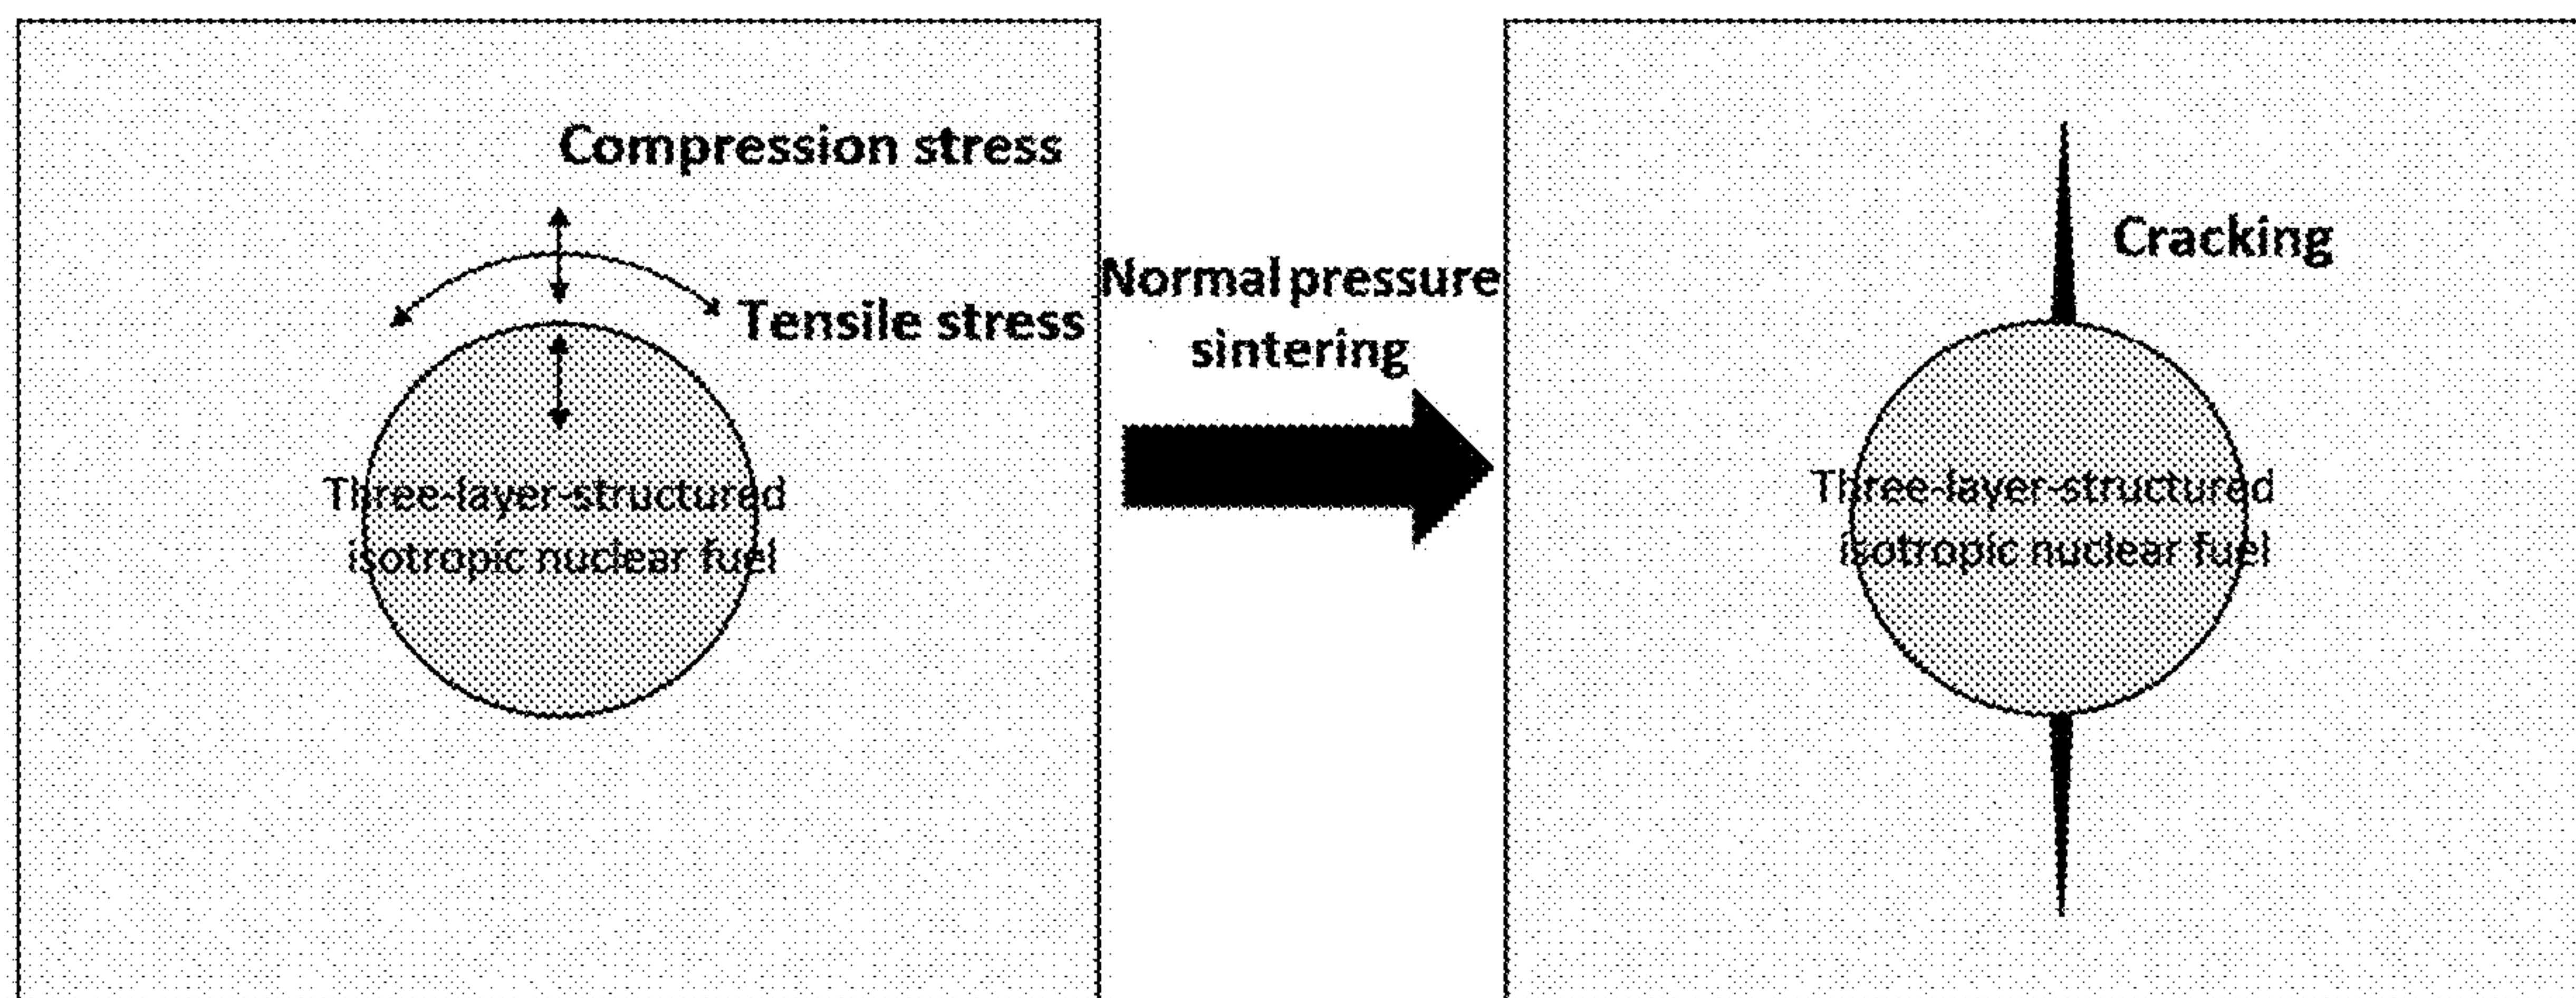 Compression stress
Tensile stress
Three-layer-structured
isotropic nuclear fuel
Normal pressure
sintering
Cracking
Three-layer-structured
isotropic nuclear fuel